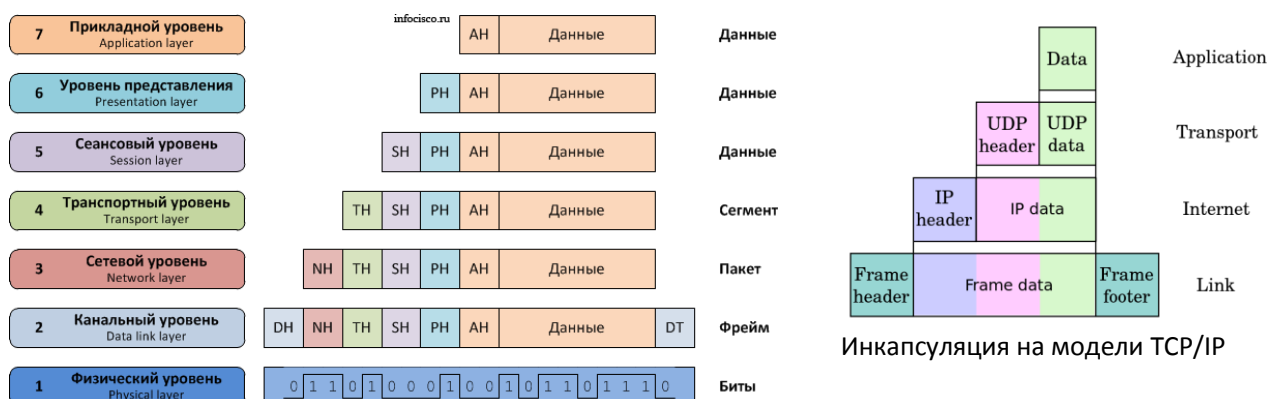 infocisco.ru
7 Прикладной уровень AH Данные Данные
Application layer
6 Уровень представления PH AH Данные Данные
Presentation layer
5 Сеансовый уровень SH PH AH Данные Данные
Session layer
4 Транспортный уровень TH SH PH AH Данные Сегмент
Transport layer
3 Сетевой уровень NH TH SH PH AH Данные Пакет
Network layer
2 Канальный уровень DH NH TH SH PH AH Данные DT Фрейм
Data link layer
1 Физический уровень 0 1 1 0 1 0 0 0 1 0 0 1 0 1 1 0 1 1 1 0 Биты
Physical layer
Data Application
UDP header UDP data Transport
IP header IP data Internet
Frame header Frame data Frame footer Link
Инкапсуляция на модели TCP/IP